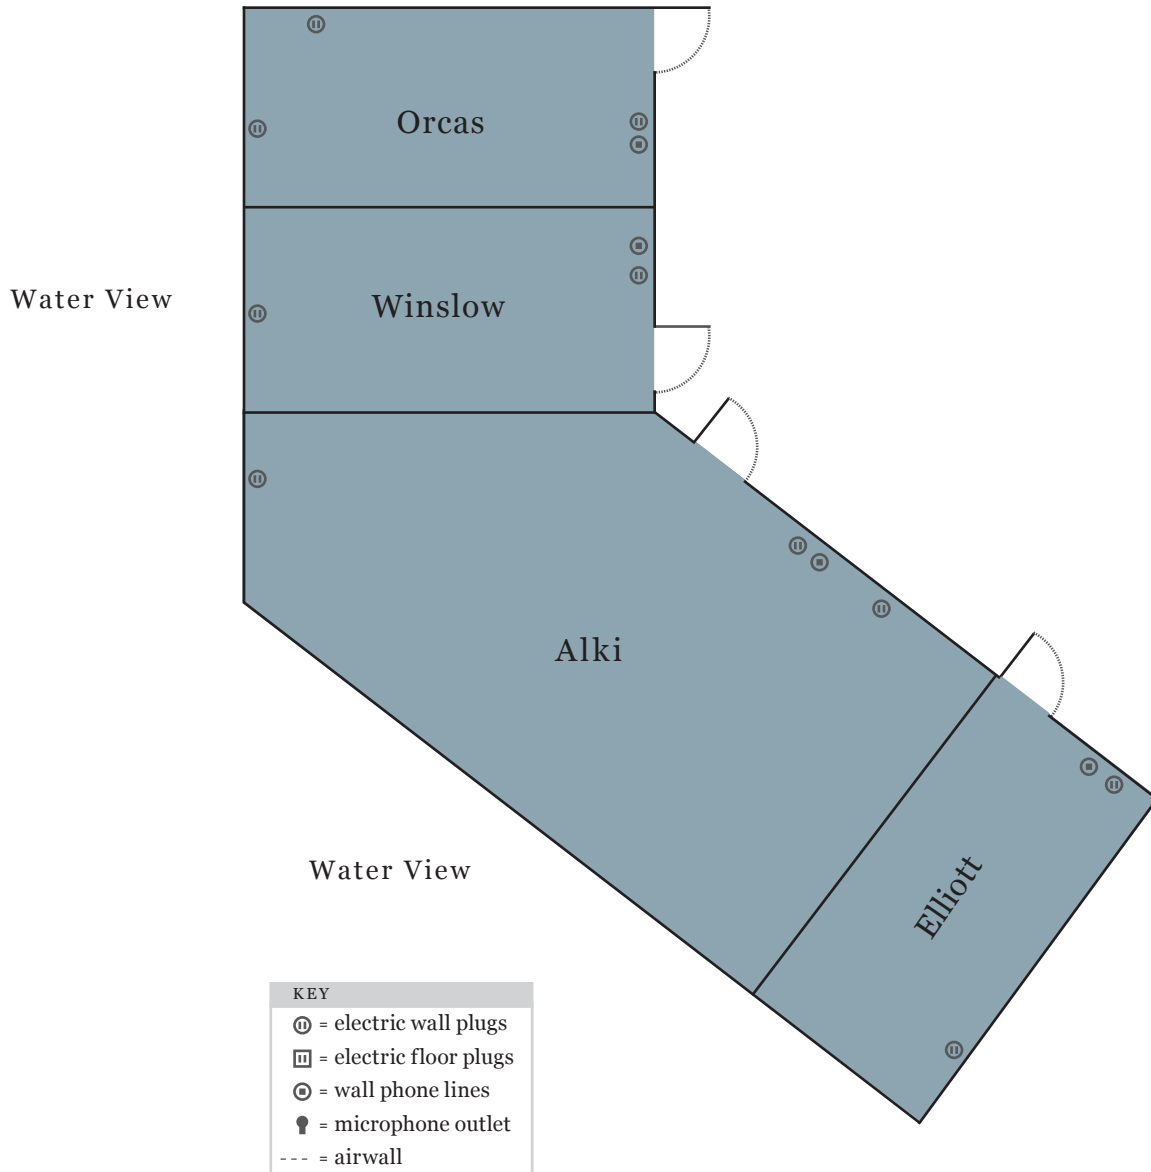 Orcas
Water View
Winslow
Alki
Water View
Elliott
KEY
= electric wall plugs
= electric floor plugs
= wall phone lines
= microphone outlet
--- = airwall